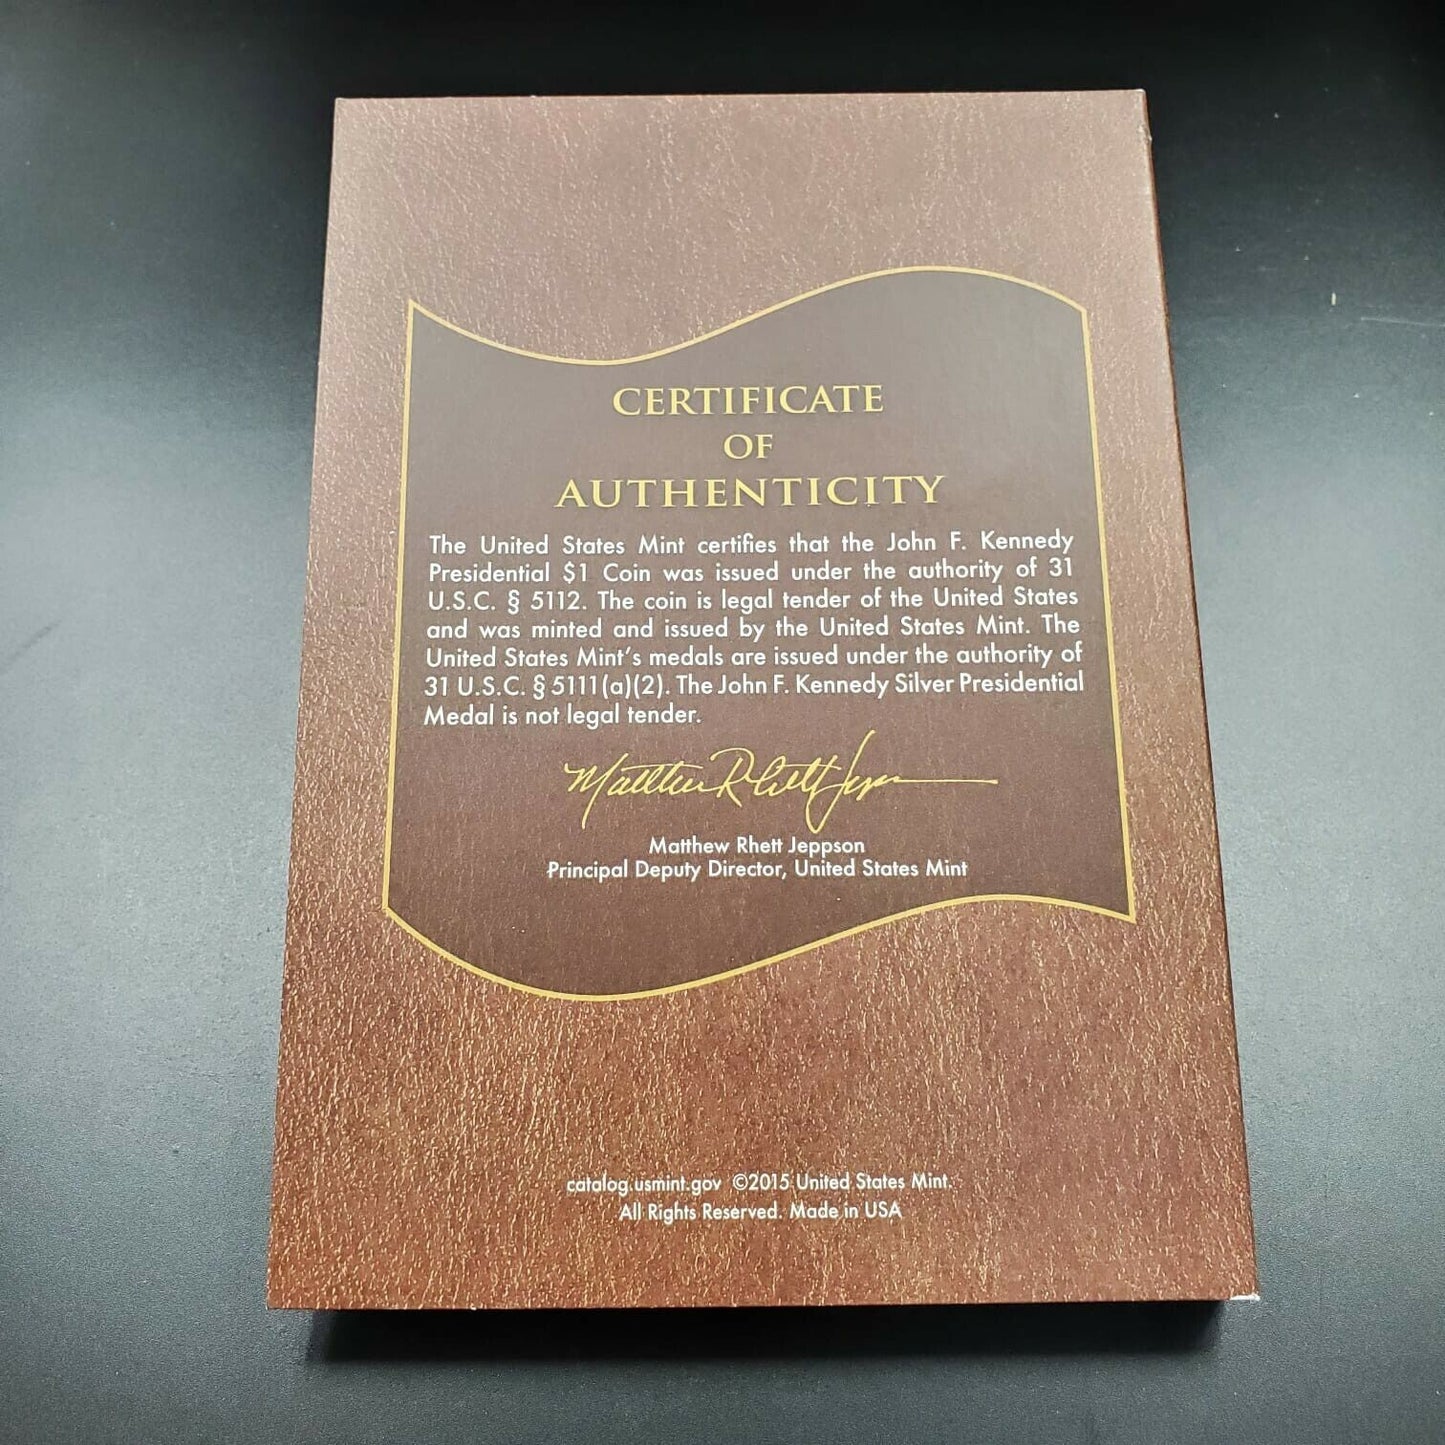 CERTIFICATE
OF
AUTHENTICITY
The United States Mint certifies that the John F. Kennedy
Presidential $1 Coin was issued under the authority of 31
U.S.C. § 5112. The coin is legal tender of the United States
and was minted and issued by the United States Mint. The
United States Mint's medals are issued under the authority of
31 U.S.C. § 5111(a)(2). The John F. Kennedy Silver Presidential
Medal is not legal tender.
Matthew Rhett Jeppson
Matthew Rhett Jeppson
Principal Deputy Director, United States Mint
catalog.usmint.gov ©2015 United States Mint.
All Rights Reserved. Made in USA